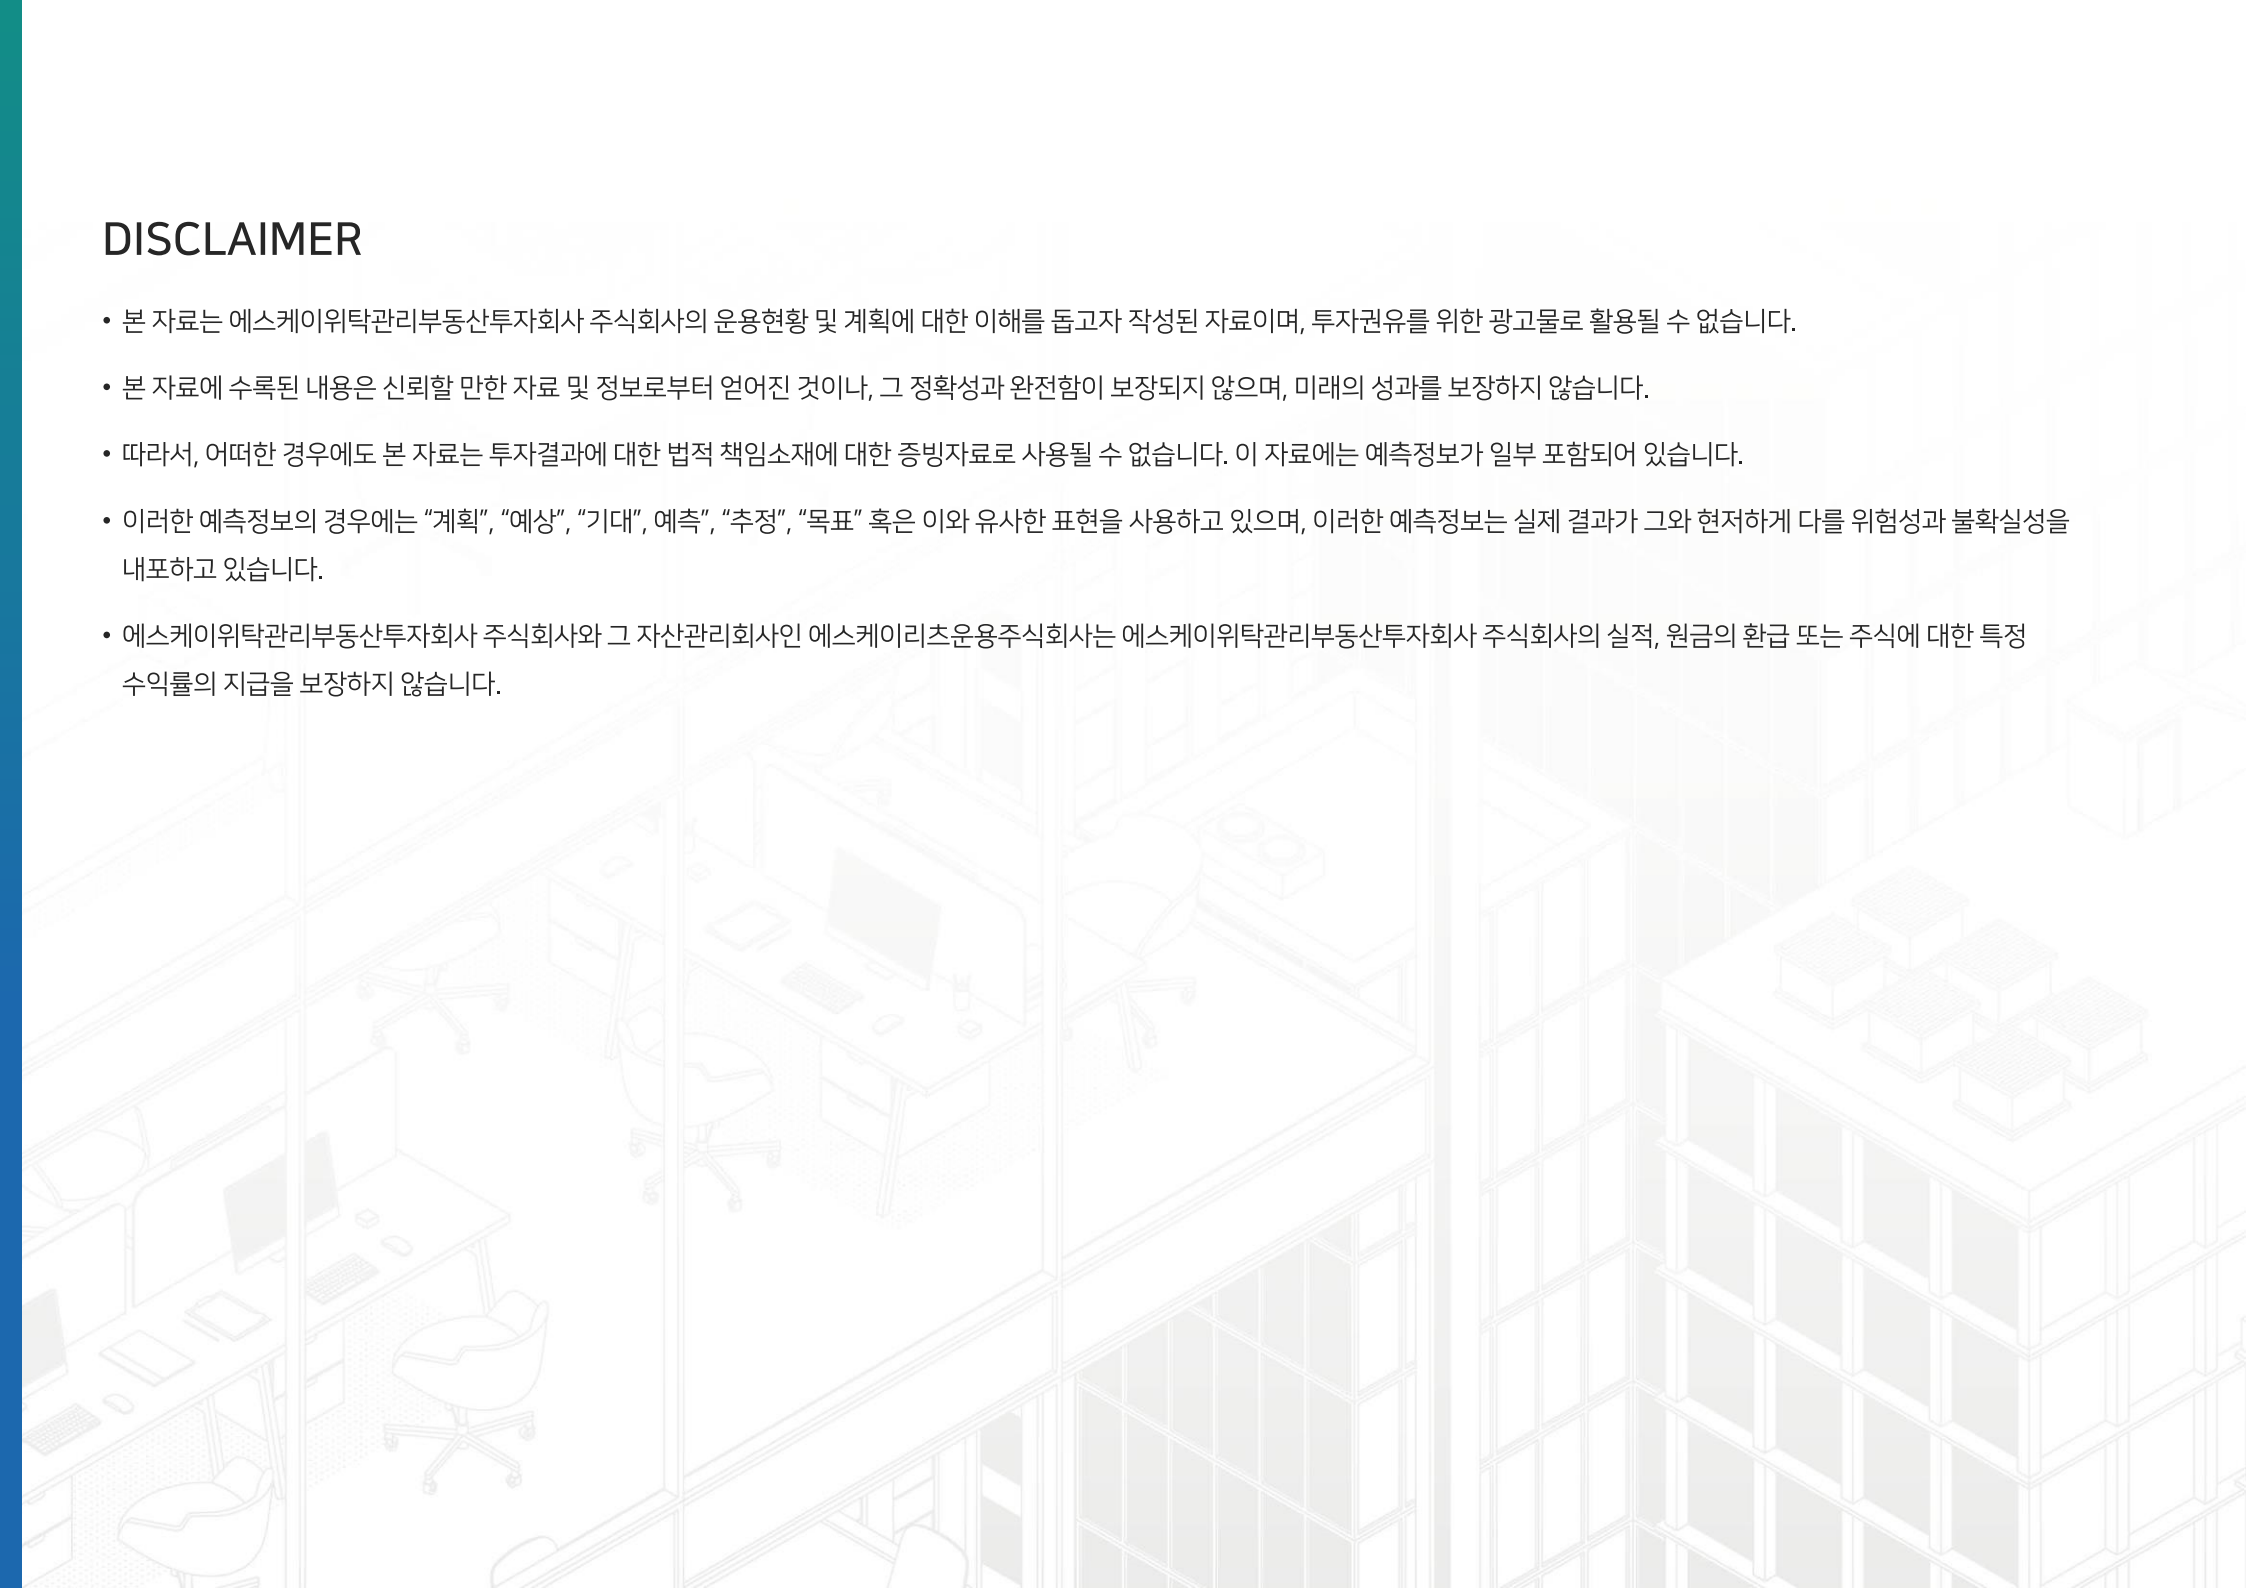 DISCLAIMER
• 본 자료는 에스케이위탁관리부동산투자회사 주식회사의 운용현황 및 계획에 대한 이해를 돕고자 작성된 자료이며, 투자권유를 위한 광고물로 활용될 수 없습니다.
• 본 자료에 수록된 내용은 신뢰할 만한 자료 및 정보로부터 얻어진 것이나, 그 정확성과 완전함이 보장되지 않으며, 미래의 성과를 보장하지 않습니다.
• 따라서, 어떠한 경우에도 본 자료는 투자결과에 대한 법적 책임소재에 대한 증빙자료로 사용될 수 없습니다. 이 자료에는 예측정보가 일부 포함되어 있습니다.
• 이러한 예측정보의 경우에는 “계획”, “예상”, “기대”, 예측”, “추정”, “목표” 혹은 이와 유사한 표현을 사용하고 있으며, 이러한 예측정보는 실제 결과가 그와 현저하게 다를 위험성과 불확실성을
내포하고 있습니다.
• 에스케이위탁관리부동산투자회사 주식회사와 그 자산관리회사인 에스케이리츠운용주식회사는 에스케이위탁관리부동산투자회사 주식회사의 실적, 원금의 환급 또는 주식에 대한 특정
수익률의 지급을 보장하지 않습니다.